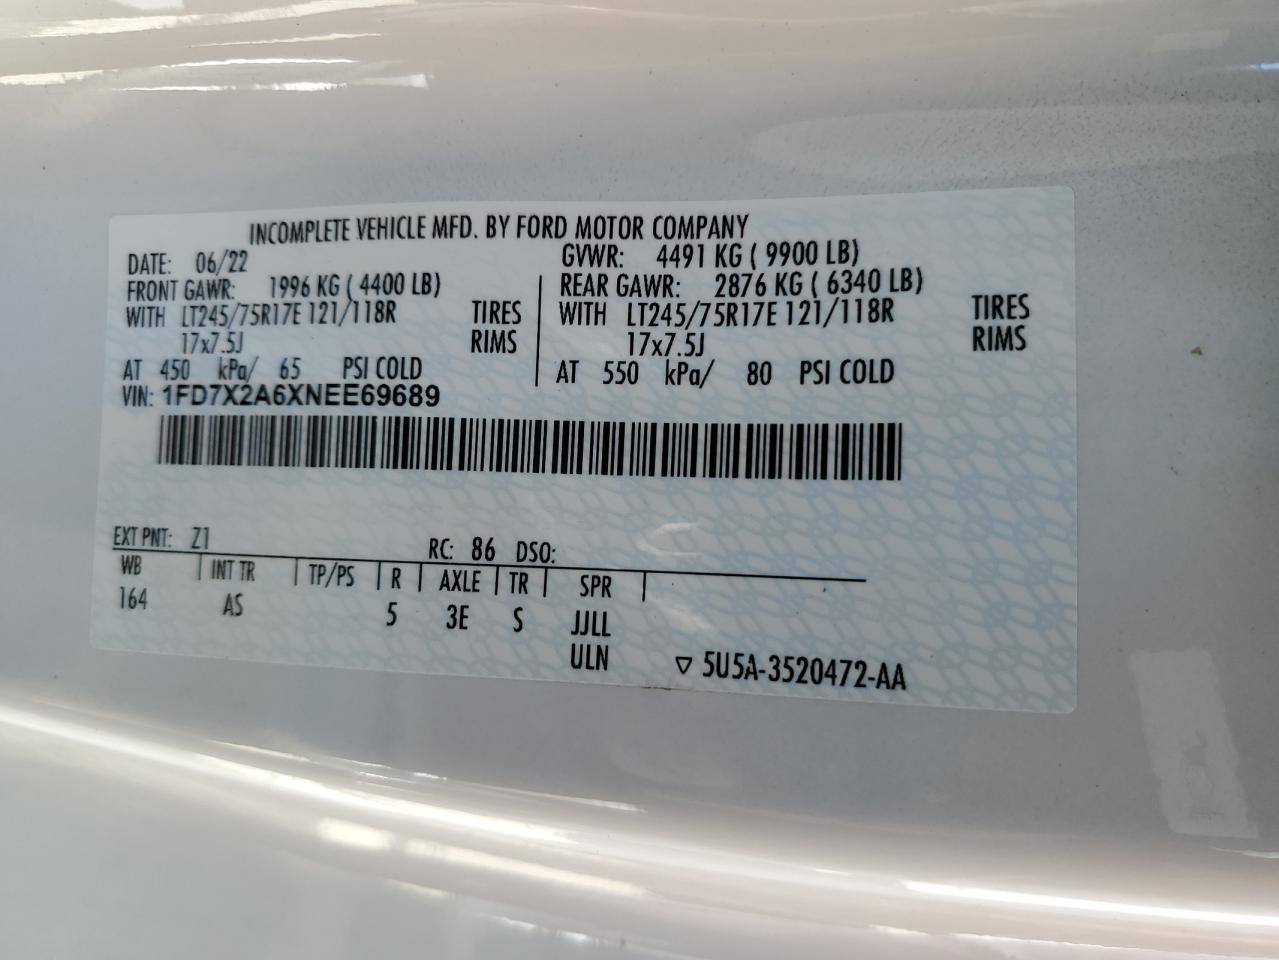 INCOMPLETE VEHICLE MFD. BY FORD MOTOR COMPANY
DATE: 06/22 GVWR: 4491 KG ( 9900 LB)
FRONT GAWR: 1996 KG ( 4400 LB) REAR GAWR: 2876 KG ( 6340 LB)
WITH LT245/75R17E 121/118R TIRES WITH LT245/75R17E 121/118R TIRES
17x7.5J RIMS 17x7.5J RIMS
AT 450 kPa/ 65 PSI COLD AT 550 kPa/ 80 PSI COLD
VIN: 1FD7X2A6XNEE69689
EXT PNT: Z1 RC: 86 DSO:
WB INT TR TP/PS R AXLE TR SPR
164 AS 5 3E S JJLL
ULN ▽ 5U5A-3520472-AA